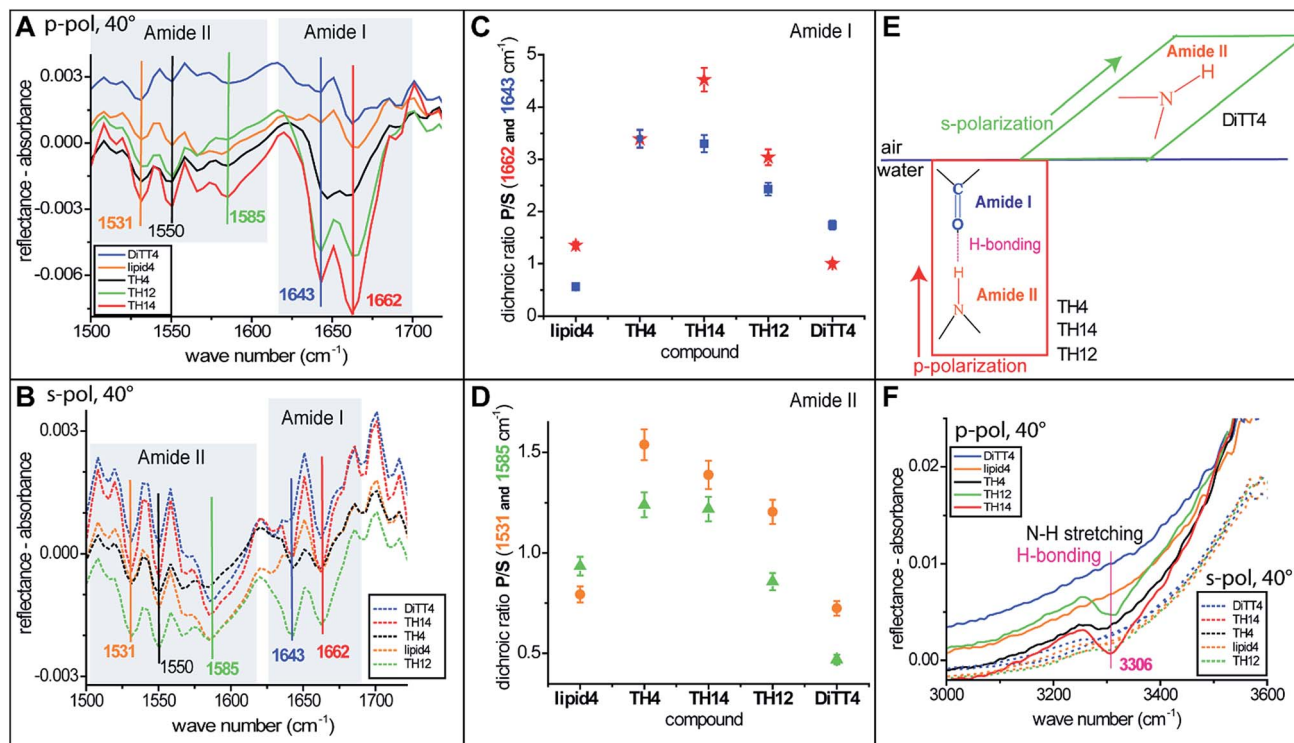 A p-pol, 40°
Amide II
Amide I
0.003
0.000
-0.003
-0.006
reflectance - absorbance
1531
1550
1585
1643
1662
DiTT4
lipid4
TH4
TH12
TH14
1500 1550 1600 1650 1700
wave number (cm⁻¹)
B s-pol, 40°
Amide II
Amide I
0.003
0.000
-0.003
reflectance - absorbance
1531
1550
1585
1643
1662
DiTT4
TH14
TH4
lipid4
TH12
1500 1550 1600 1650 1700
wave number (cm⁻¹)
C
Amide I
dichroic ratio P/S (1662 and 1643 cm⁻¹)
5
4
3
2
1
0
lipid4 TH4 TH14 TH12 DiTT4
compound
D
Amide II
dichroic ratio P/S (1531 and 1585 cm⁻¹)
1.5
1.0
0.5
lipid4 TH4 TH14 TH12 DiTT4
compound
E
Amide II
H
N
s-polarization
DiTT4
air
water
C
O
Amide I
H-bonding
H
N
Amide II
p-polarization
TH4
TH14
TH12
F
p-pol, 40°
DiTT4
lipid4
TH4
TH12
TH14
N-H stretching
H-bonding
3306
s-pol, 40°
DiTT4
TH14
TH4
lipid4
TH12
0.02
0.01
0.00
reflectance - absorbance
3000 3200 3400 3600
wave number (cm⁻¹)